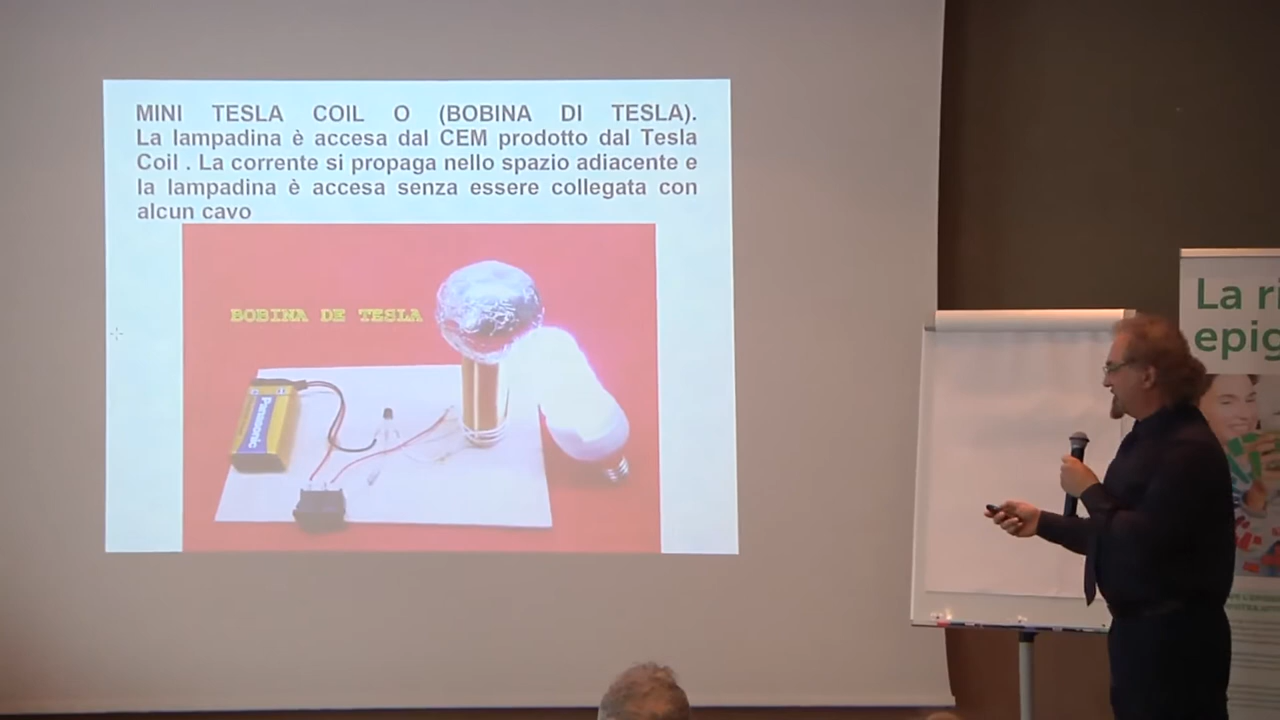 MINI TESLA COIL O (BOBINA DI TESLA).
La lampadina è accesa dal CEM prodotto dal Tesla
Coil . La corrente si propaga nello spazio adiacente e
la lampadina è accesa senza essere collegata con
alcun cavo
BOBINA DE TESLA
Panasonic
La ri
epig